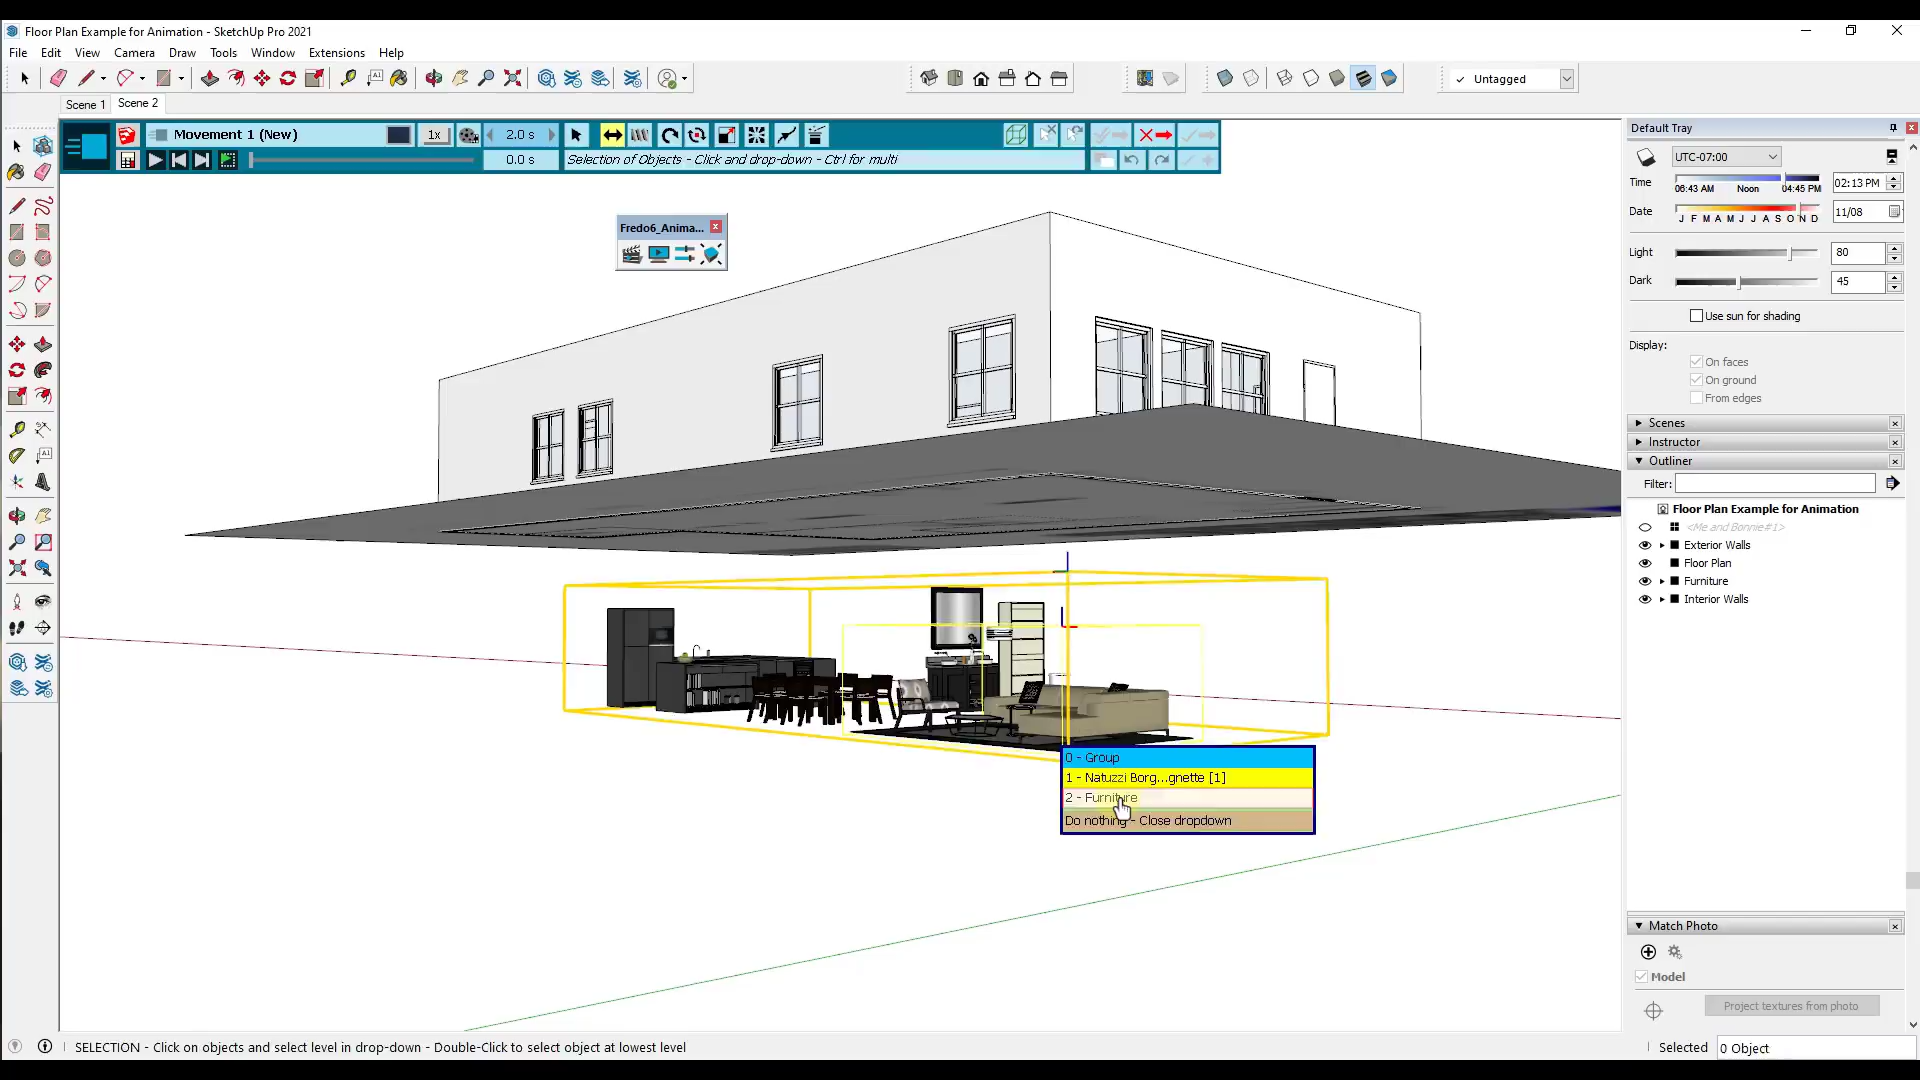 Floor Plan Example for Animation - SketchUp Pro 2021
File Edit View Camera Draw Tools Window Extensions Help
Untagged
Scene 1 Scene 2
Movement 1 (New) 1x 2.0 s
0.0 s Selection of Objects - Click and drop-down - Ctrl for multi
Fredo6_Anima...
0 - Group
1 - Natuzzi Borg...gnette [1]
2 - Furniture
Do nothing - Close dropdown
Default Tray
UTC-07:00
Time 06:43 AM Noon 04:45 PM 02:13 PM
Date J F M A M J J A S O N D 11/08
Light 80
Dark 45
Use sun for shading
Display:
On faces
On ground
From edges
Scenes
Instructor
Outliner
Filter:
Floor Plan Example for Animation
<Me and Bonnie#1>
Exterior Walls
Floor Plan
Furniture
Interior Walls
Match Photo
Model
Project textures from photo
SELECTION - Click on objects and select level in drop-down - Double-Click to select object at lowest level
Selected 0 Object